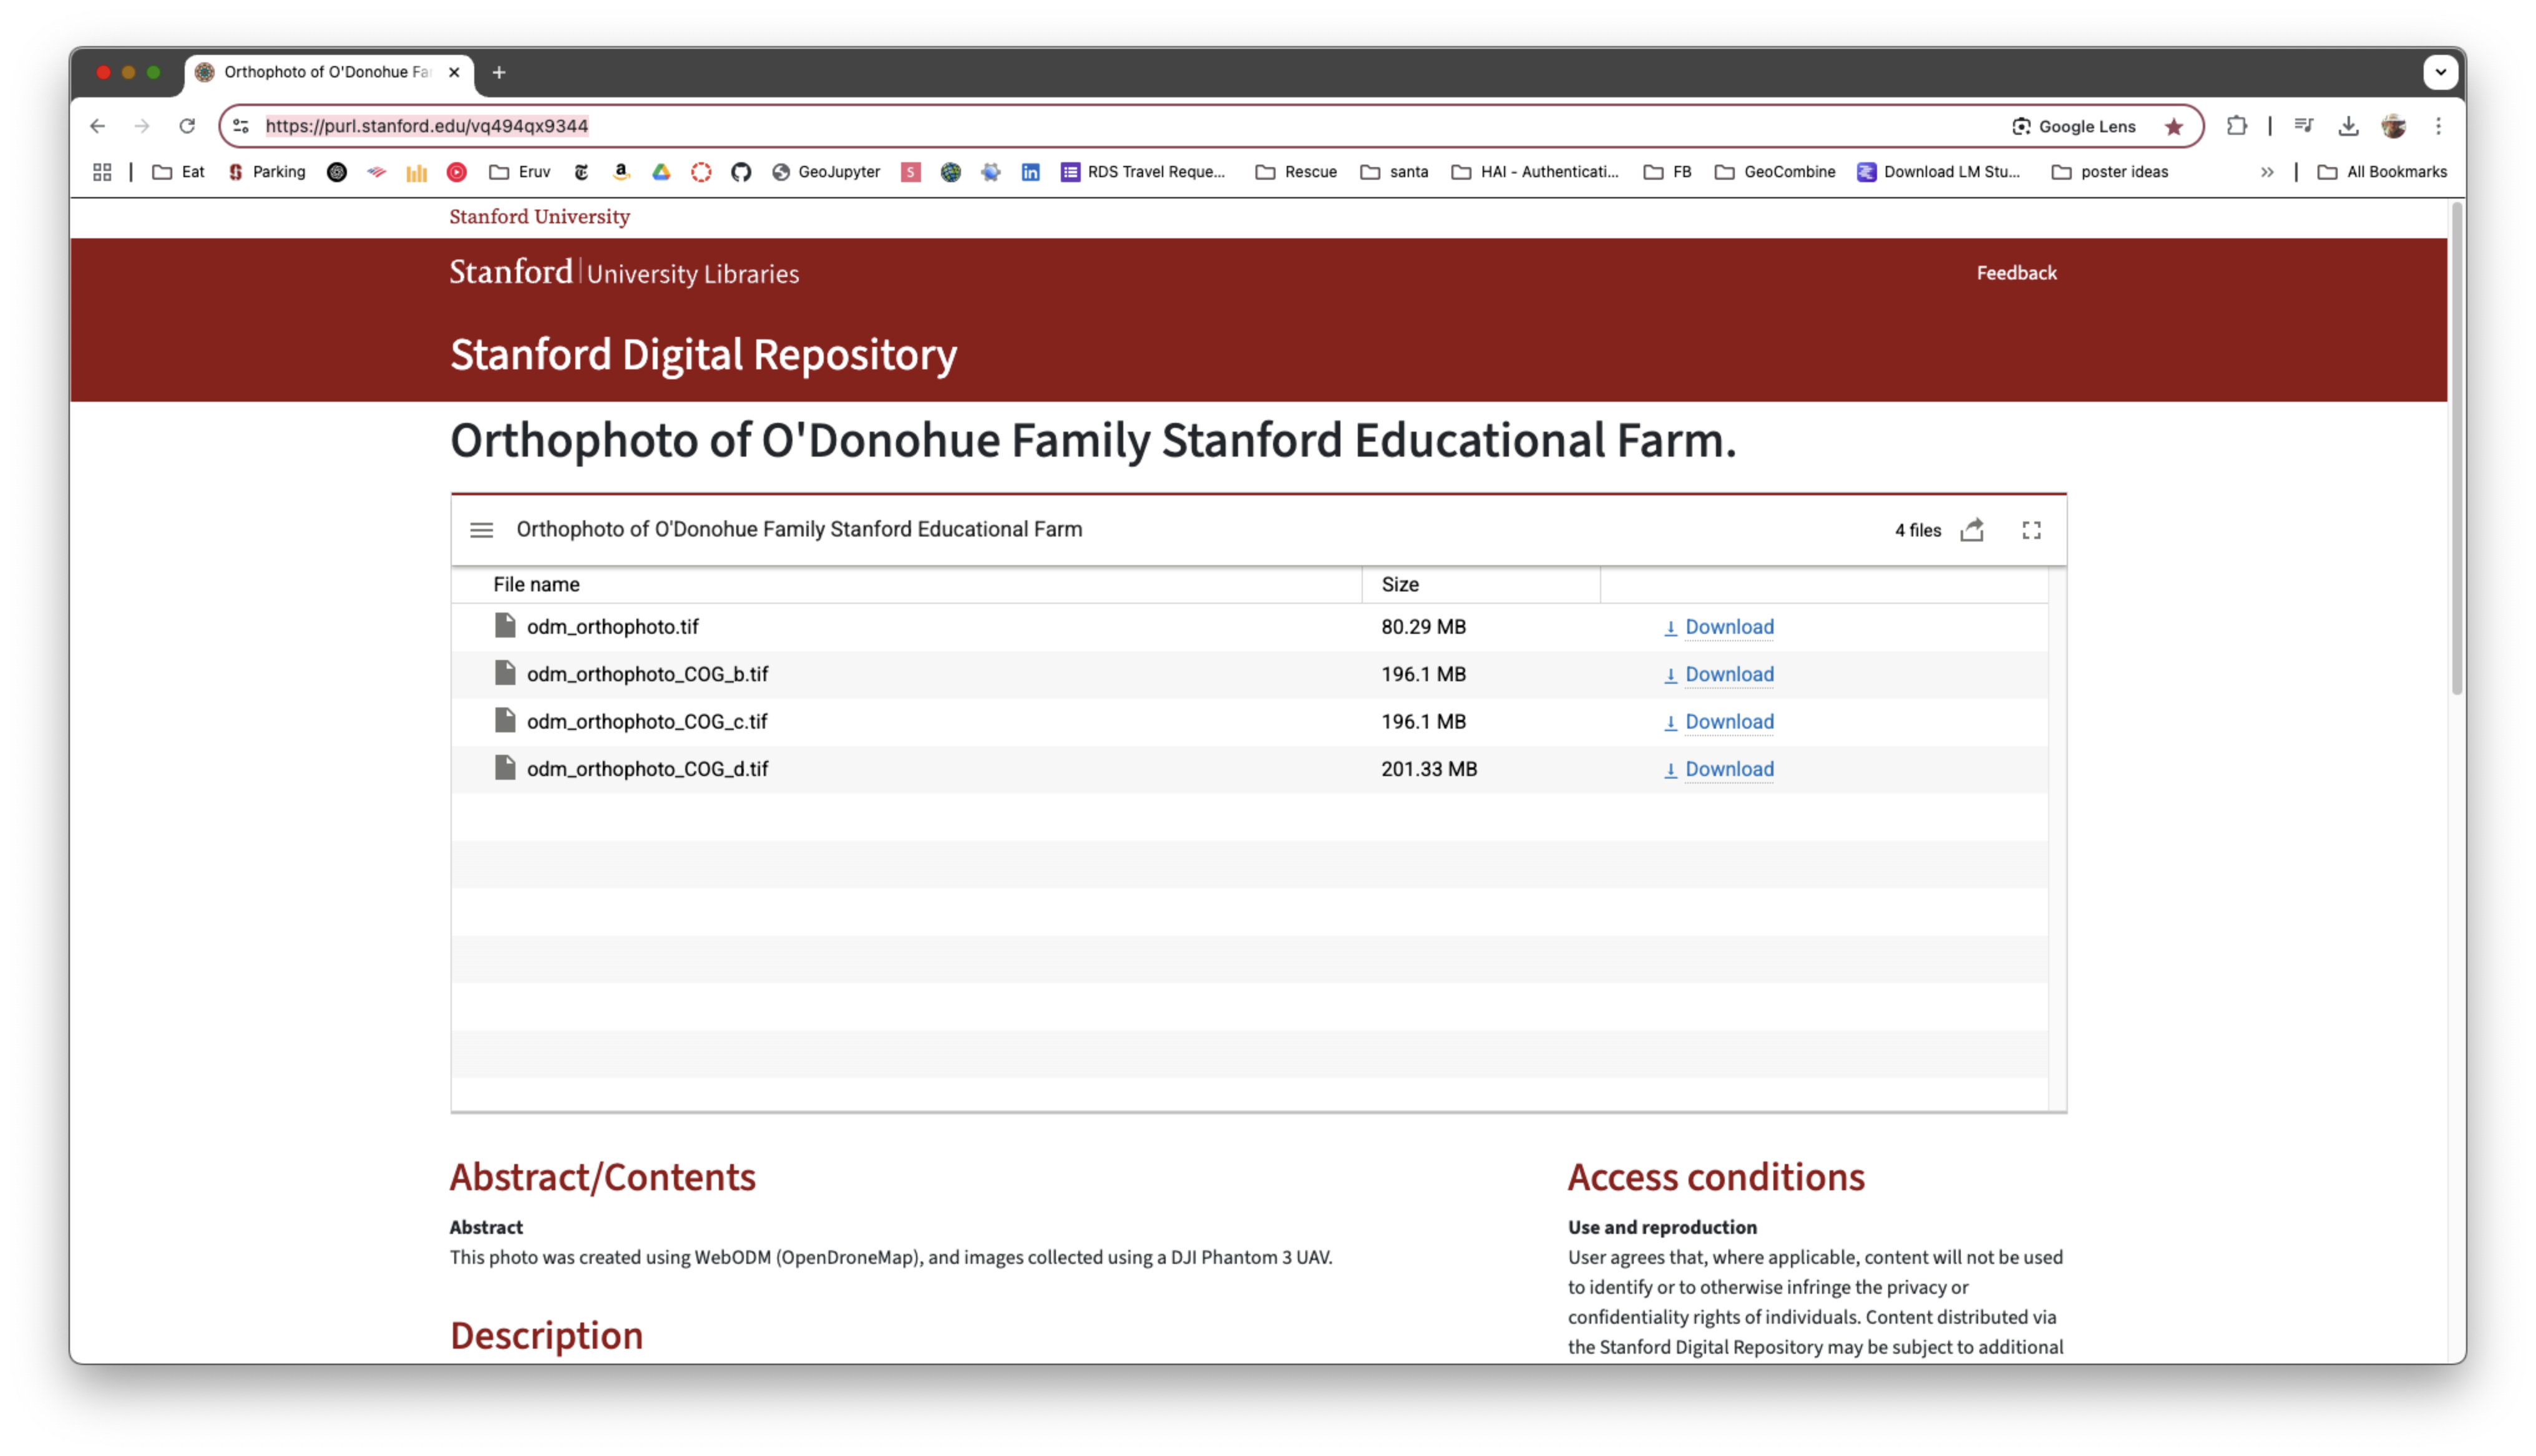 Orthophoto of O'Donohue Far
https://purl.stanford.edu/vq494qx9344
Google Lens
Eat
Parking
Eruv
GeoJupyter
RDS Travel Reque...
Rescue
santa
HAI - Authenticati...
FB
GeoCombine
Download LM Stu...
poster ideas
All Bookmarks
Stanford University
Stanford University Libraries
Feedback
Stanford Digital Repository
Orthophoto of O'Donohue Family Stanford Educational Farm.
Orthophoto of O'Donohue Family Stanford Educational Farm
4 files
File name Size
odm_orthophoto.tif 80.29 MB Download
odm_orthophoto_COG_b.tif 196.1 MB Download
odm_orthophoto_COG_c.tif 196.1 MB Download
odm_orthophoto_COG_d.tif 201.33 MB Download
Abstract/Contents
Abstract
This photo was created using WebODM (OpenDroneMap), and images collected using a DJI Phantom 3 UAV.
Description
Access conditions
Use and reproduction
User agrees that, where applicable, content will not be used
to identify or to otherwise infringe the privacy or
confidentiality rights of individuals. Content distributed via
the Stanford Digital Repository may be subject to additional